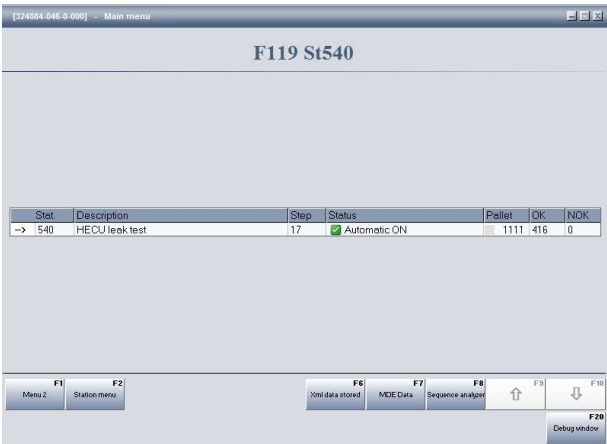 [324884-046-0-000] - Main menu
F119 St540
Stat. Description Step Status Pallet OK NOK
–> 540 HECU leak test 17 Automatic ON 1111 416 0
F1 F2 F6 F7 F8 F9 F10
Menu 2 Station menu Xml data stored MDE Data Sequence analyzer
F20
Debug window